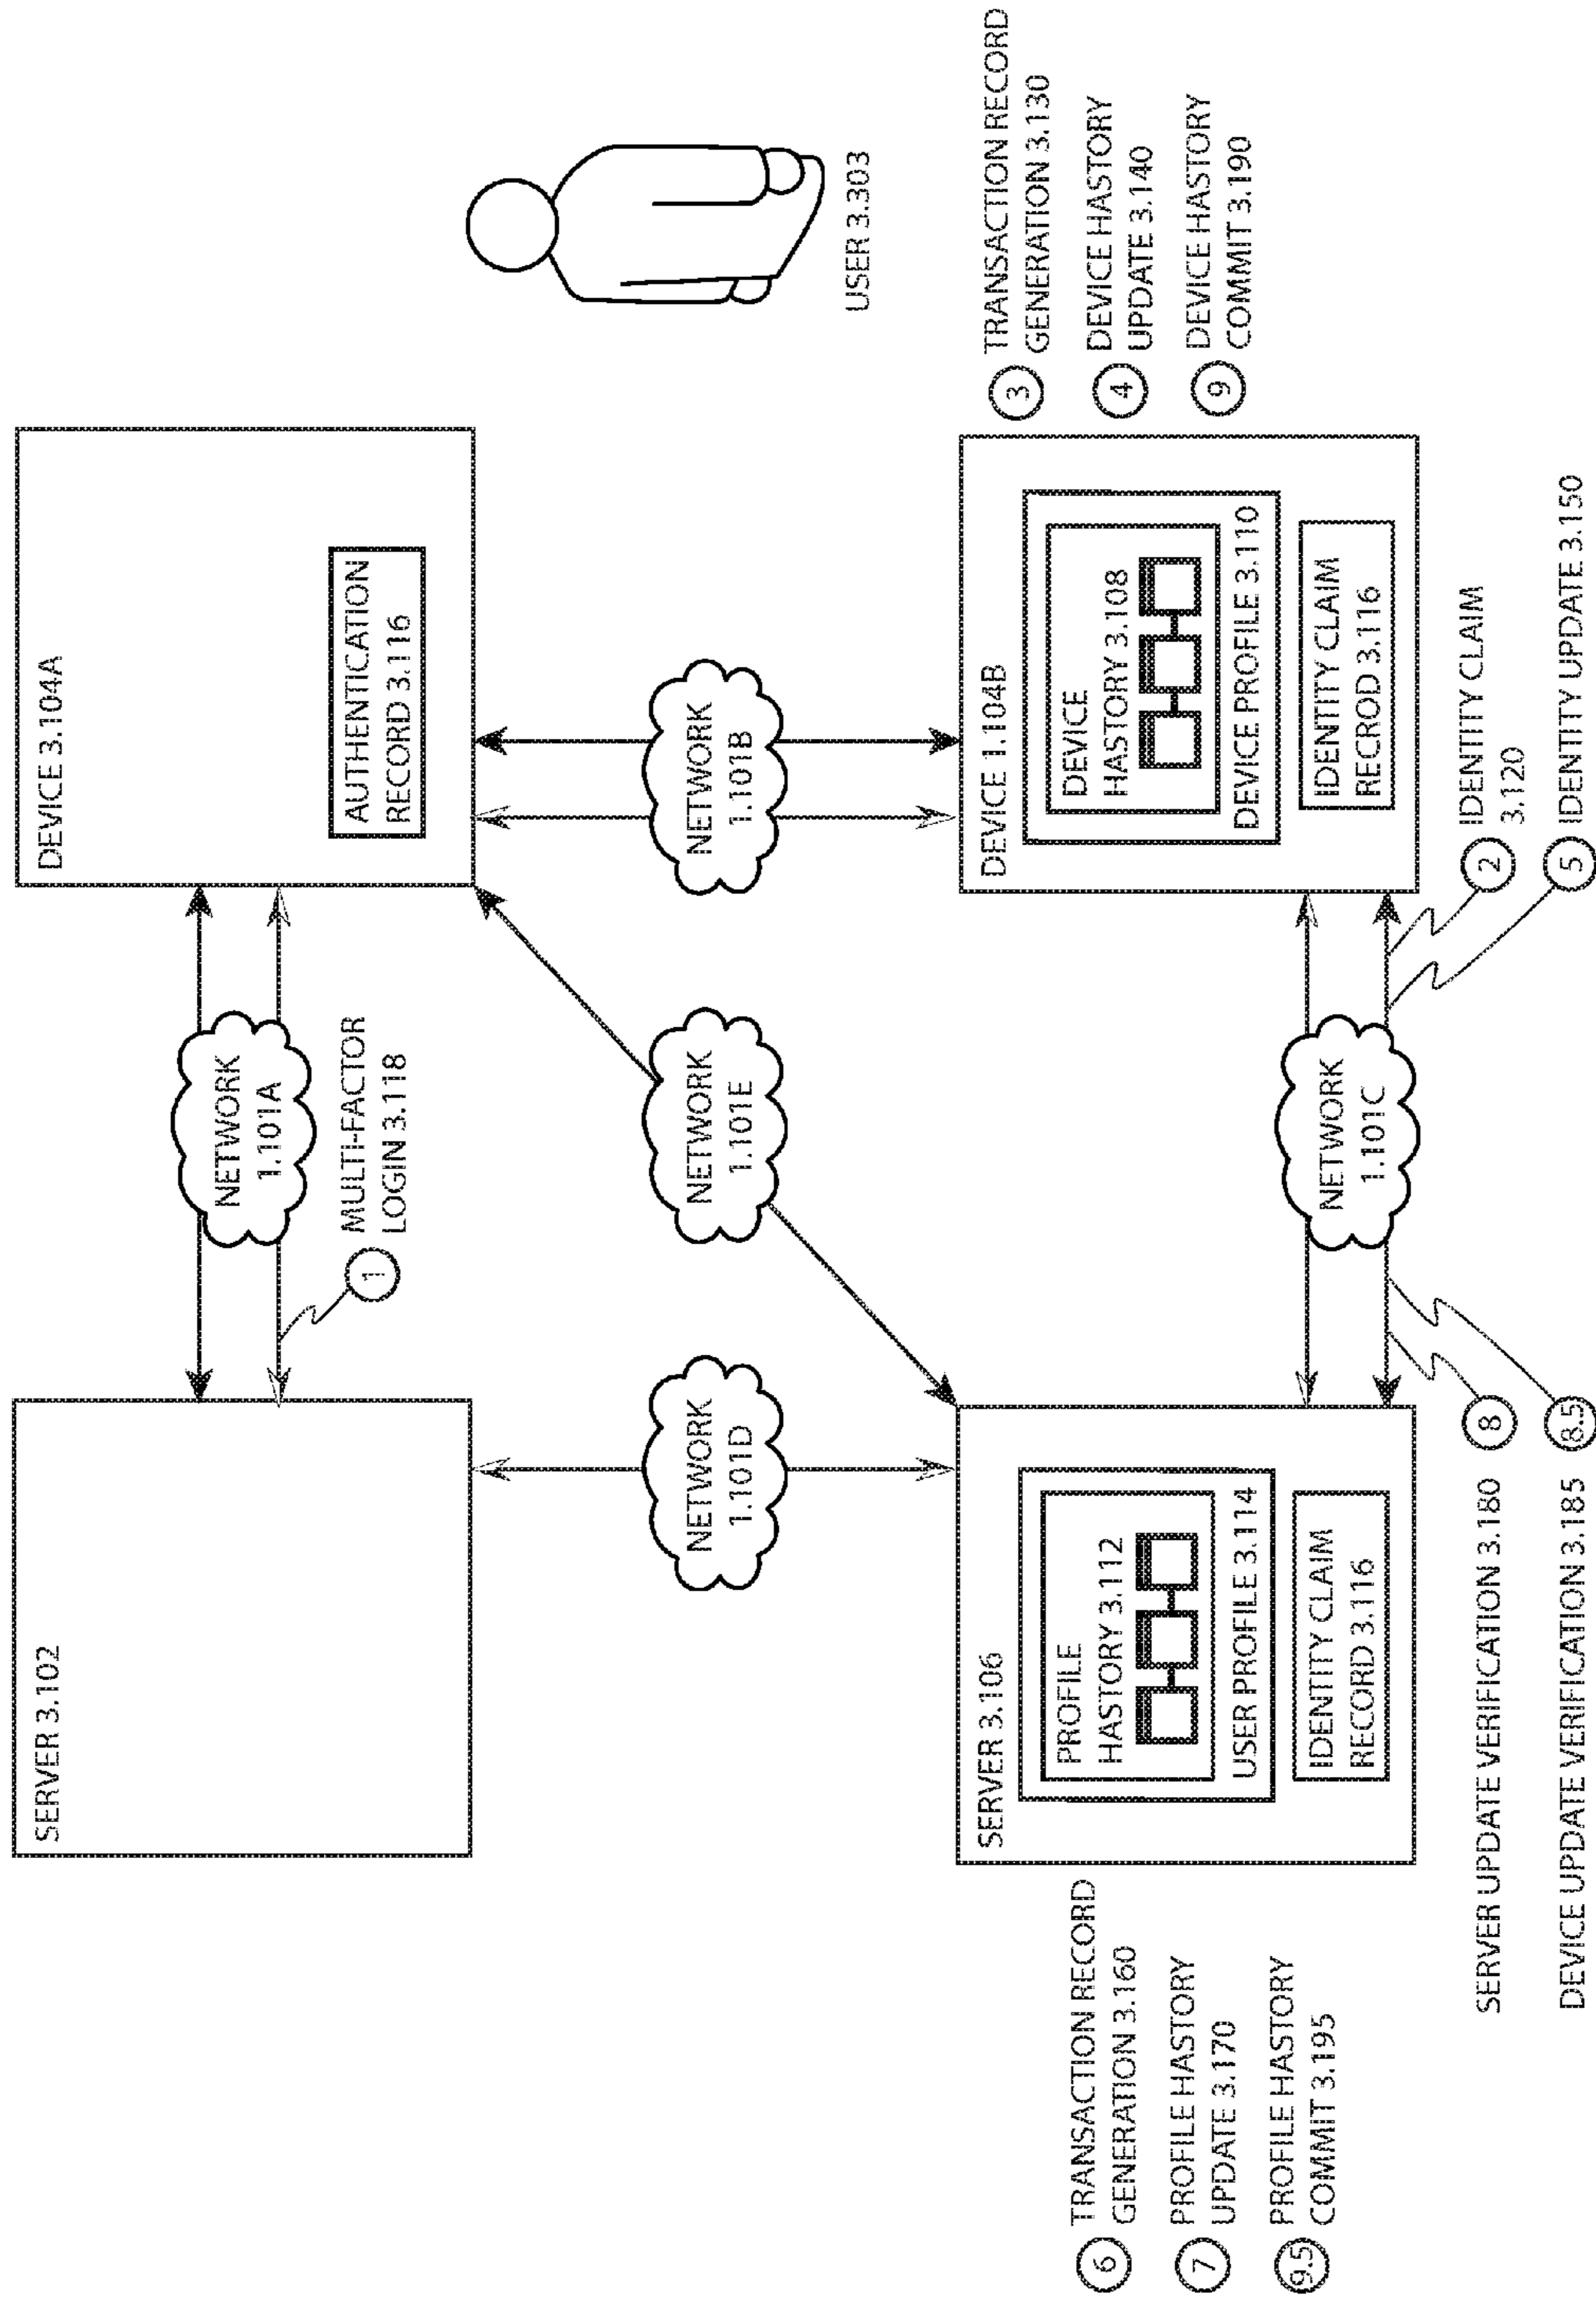 SERVER 3.102
NETWORK
1.101A
1
MULTI-FACTOR
LOGIN 3.118
DEVICE 3.104A
AUTHENTICATION
RECORD 3.116
NETWORK
1.101D
NETWORK
1.101E
NETWORK
1.101B
USER 3.303
6
TRANSACTION RECORD
GENERATION 3.160
7
PROFILE HASTORY
UPDATE 3.170
9.5
PROFILE HASTORY
COMMIT 3.195
SERVER 3.106
PROFILE
HASTORY 3.112
USER PROFILE 3.114
IDENTITY CLAIM
RECORD 3.116
NETWORK
1.101C
DEVICE 1.104B
DEVICE
HASTORY 3.108
DEVICE PROFILE 3.110
IDENTITY CLAIM
RECROD 3.116
3
TRANSACTION RECORD
GENERATION 3.130
4
DEVICE HASTORY
UPDATE 3.140
9
DEVICE HASTORY
COMMIT 3.190
SERVER UPDATE VERIFICATION 3.180
8
DEVICE UPDATE VERIFICATION 3.185
8.5
2
IDENTITY CLAIM
3.120
5
IDENTITY UPDATE 3.150